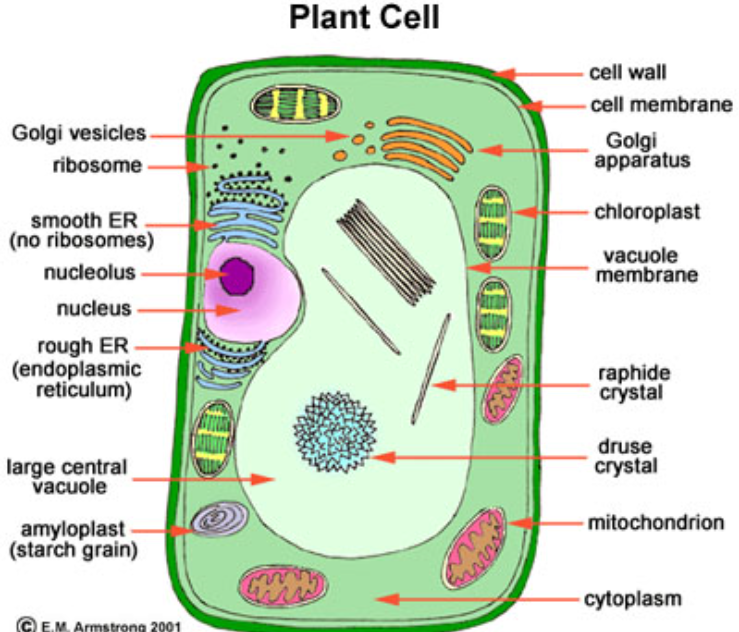 Plant Cell
cell wall
cell membrane
Golgi vesicles
Golgi
apparatus
ribosome
chloroplast
smooth ER
(no ribosomes)
vacuole
membrane
nucleolus
nucleus
rough ER
(endoplasmic
reticulum)
raphide
crystal
druse
crystal
large central
vacuole
mitochondrion
amyloplast
(starch grain)
cytoplasm
© E.M. Armstrong 2001